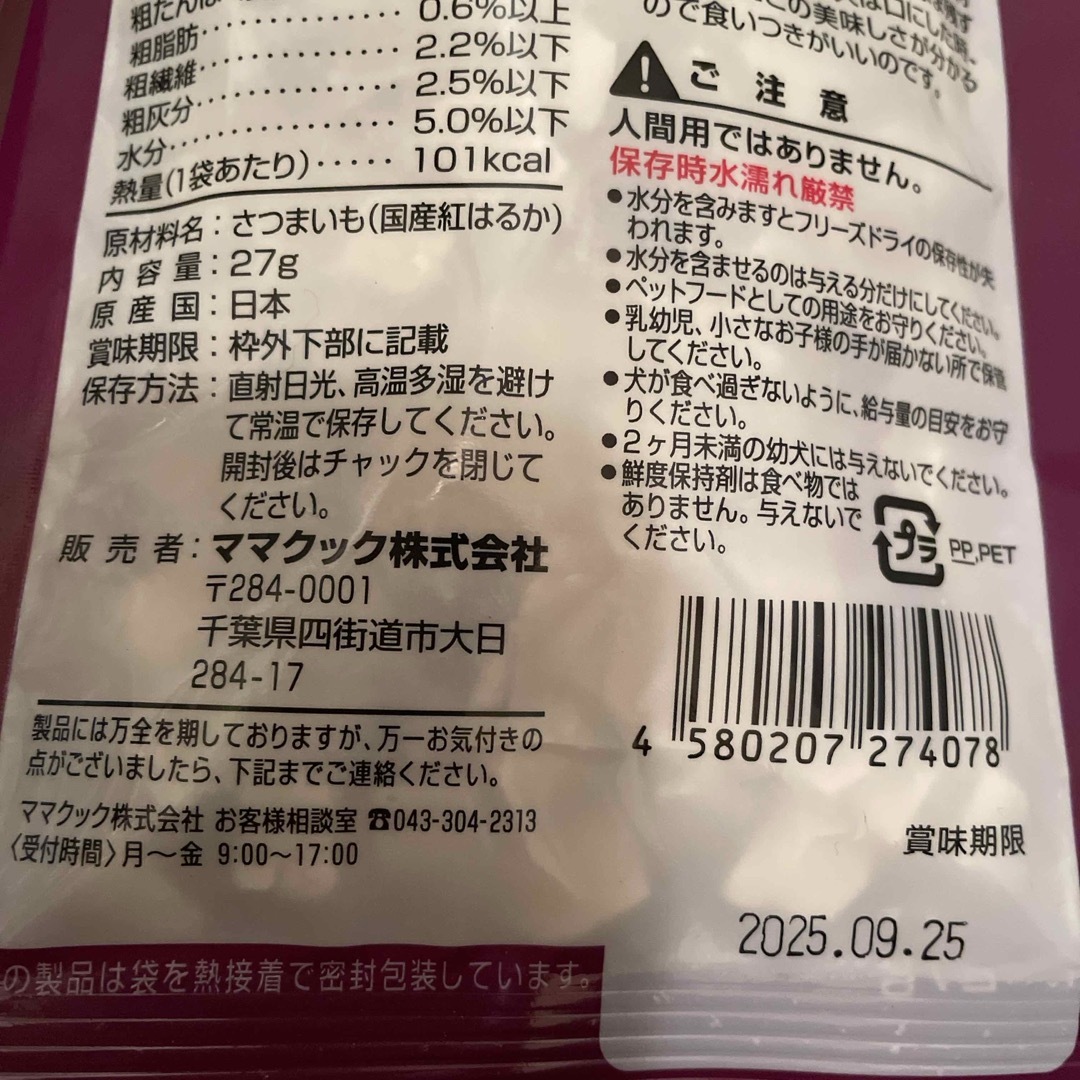 粗たんぱ
0.6%以上
粗脂肪
2.2%以下
粗繊維
2.5%以下
粗灰分
5.0%以下
水分
熱量(1袋あたり)
101kcal
原材料名:さつまいも(国産紅はるか)
内容量:27g
原産国:日本
賞味期限:枠外下部に記載
保存方法:直射日光、高温多湿を避け
て常温で保存してください。
開封後はチャックを閉じて
ください。
販売者:ママクック株式会社
〒284-0001
千葉県四街道市大日
284-17
製品には万全を期しておりますが、万一お気付きの
点がございましたら、下記までご連絡ください。
ママクック株式会社 お客様相談室 ☎043-304-2313
〈受付時間〉月〜金 9:00〜17:00
の製品は袋を熱接着で密封包装しています。
口にした時、
の美味しさが分かる
ので食いつきがいいのです。
ご注意
人間用ではありません。
保存時水濡れ厳禁
●水分を含みますとフリーズドライの保存性が失
われます。
●水分を含ませるのは与える分だけにしてください。
●ペットフードとしての用途をお守りください。
●乳幼児、小さなお子様の手が届かない所で保管
してください。
●犬が食べ過ぎないように、給与量の目安をお守
りください。
●2ヶ月未満の幼犬には与えないでください。
●鮮度保持剤は食べ物では
ありません。与えないで
ください。
プラ
PP,PET
4 580207 274078
賞味期限
2025.09.25